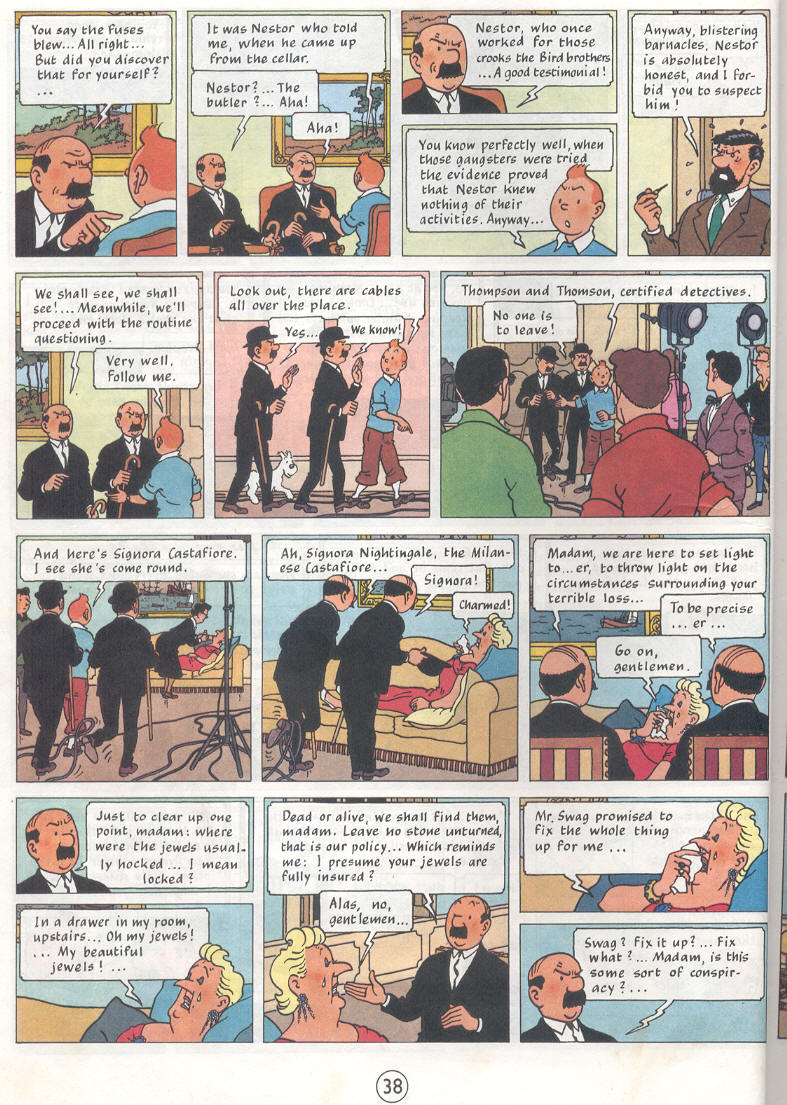 You say the fuses
blew... All right...
But did you discover
that for yourself?
...
It was Nestor who told
me, when he came up
from the cellar.
Nestor?... The
butler?... Aha!
Aha!
Nestor, who once
worked for those
crooks the Bird brothers
...A good testimonial!
You know perfectly well, when
those gangsters were tried
the evidence proved
that Nestor knew
nothing of their
activities. Anyway...
Anyway, blistering
barnacles, Nestor
is absolutely
honest, and I for-
bid you to suspect
him!
We shall see, we shall
see!... Meanwhile, we'll
proceed with the routine
questioning.
Very well.
Follow me.
Look out, there are cables
all over the place.
Yes...
We know!
Thompson and Thomson, certified detectives.
No one is
to leave!
And here's Signora Castafiore.
I see she's come round.
Ah, Signora Nightingale, the Milan-
ese Castafiore...
Signora!
Charmed!
Madam, we are here to set light
to...er, to throw light on the
circumstances surrounding your
terrible loss...
To be precise
... er ...
Go on,
gentlemen.
Just to clear up one
point, madam: where
were the jewels usual-
ly hocked... I mean
locked?
In a drawer in my room,
upstairs... Oh my jewels!
... My beautiful
jewels! ...
Dead or alive, we shall find them,
madam. Leave no stone unturned,
that is our policy... Which reminds
me: I presume your jewels are
fully insured?
Alas, no,
gentlemen...
Mr. Swag promised to
fix the whole thing
up for me ...
Swag? Fix it up?... Fix
what?... Madam, is this
some sort of conspir-
acy?...
38